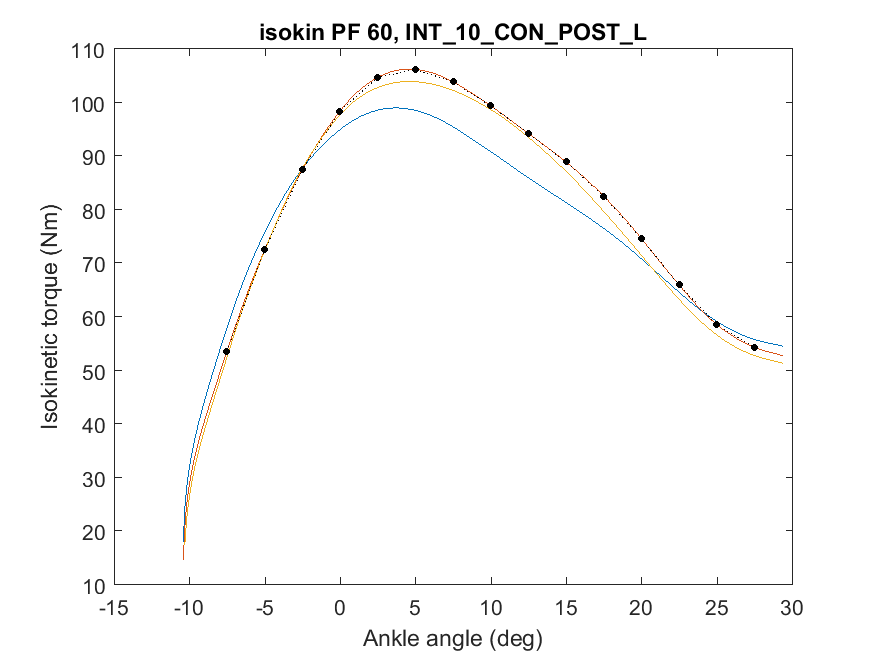 isokin PF 60, INT_10_CON_POST_L
110
100
90
80
70
60
50
40
30
20
10
Isokinetic torque (Nm)
-15 -10 -5 0 5 10 15 20 25 30
Ankle angle (deg)